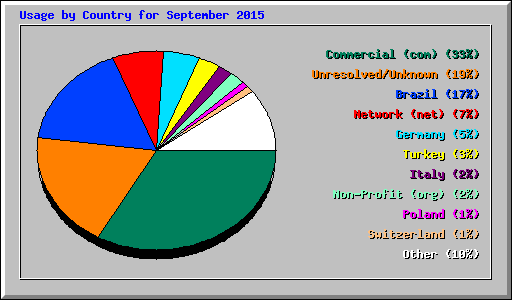 Usage by Country for September 2015
Commercial (com) (33%)
Unresolved/Unknown (19%)
Brazil (17%)
Network (net) (7%)
Germany (5%)
Turkey (3%)
Italy (2%)
Non-Profit (org) (2%)
Poland (1%)
Switzerland (1%)
Other (10%)